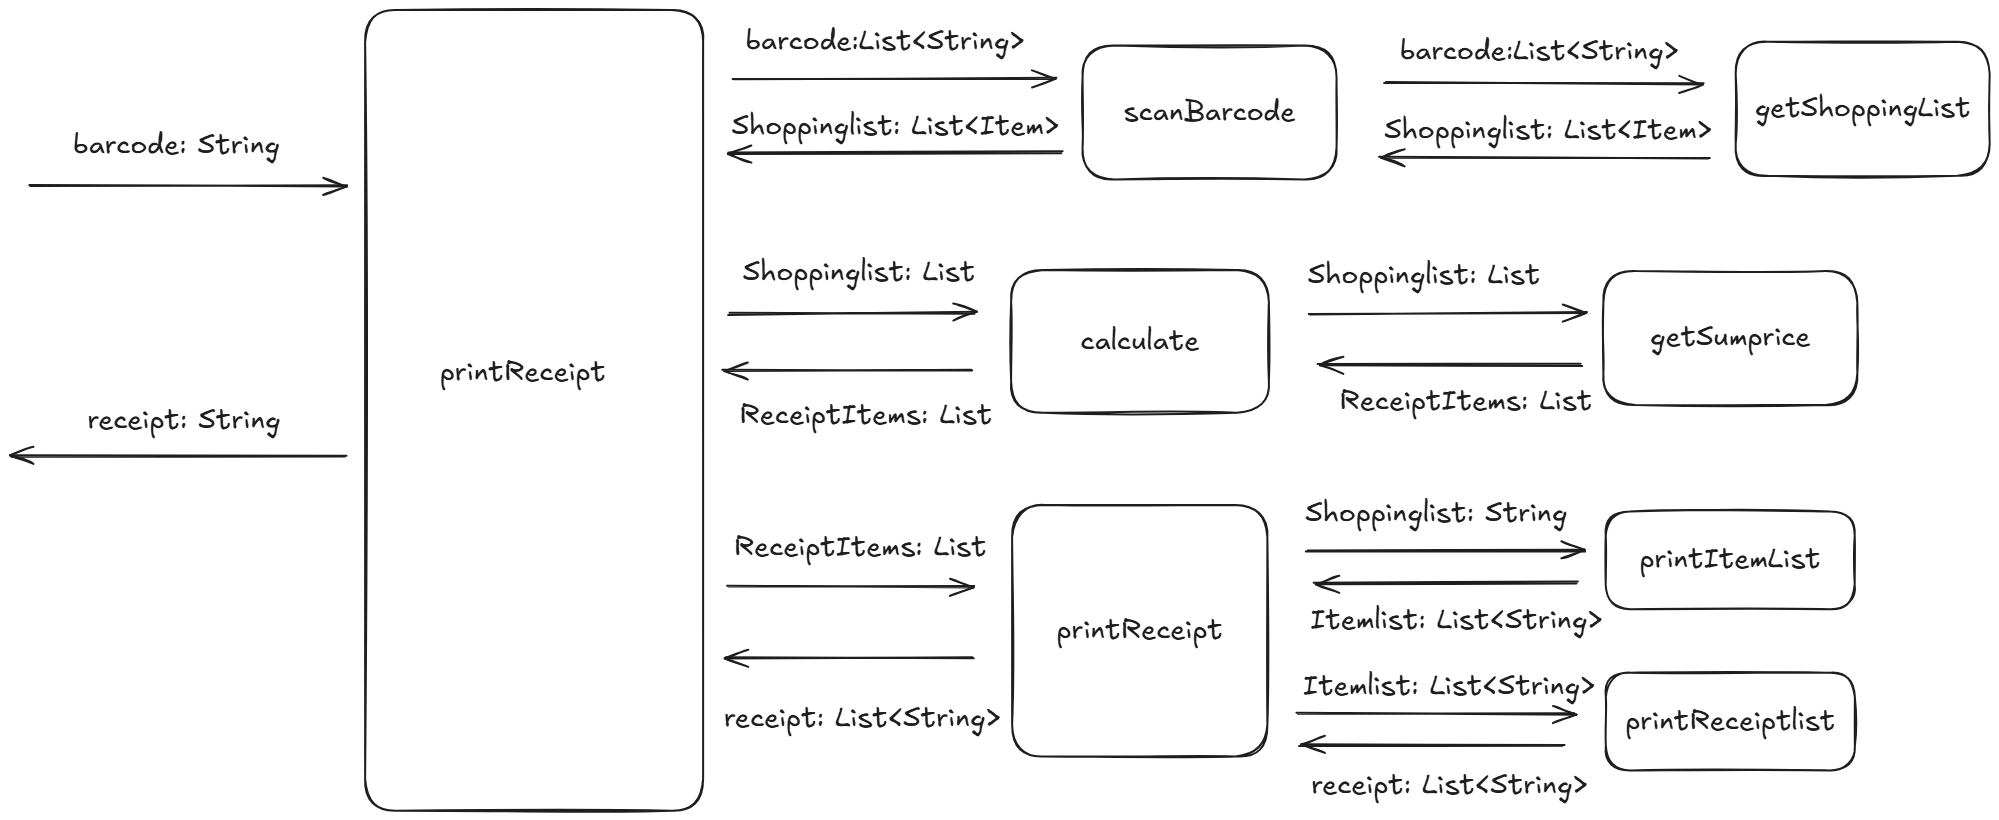 barcode: String
receipt: String
printReceipt
barcode:List<String>
Shoppinglist: List<Item>
scanBarcode
barcode:List<String>
Shoppinglist: List<Item>
getShoppingList
Shoppinglist: List
ReceiptItems: List
calculate
Shoppinglist: List
ReceiptItems: List
getSumprice
ReceiptItems: List
receipt: List<String>
printReceipt
Shoppinglist: String
Itemlist: List<String>
printItemList
Itemlist: List<String>
receipt: List<String>
printReceiptlist